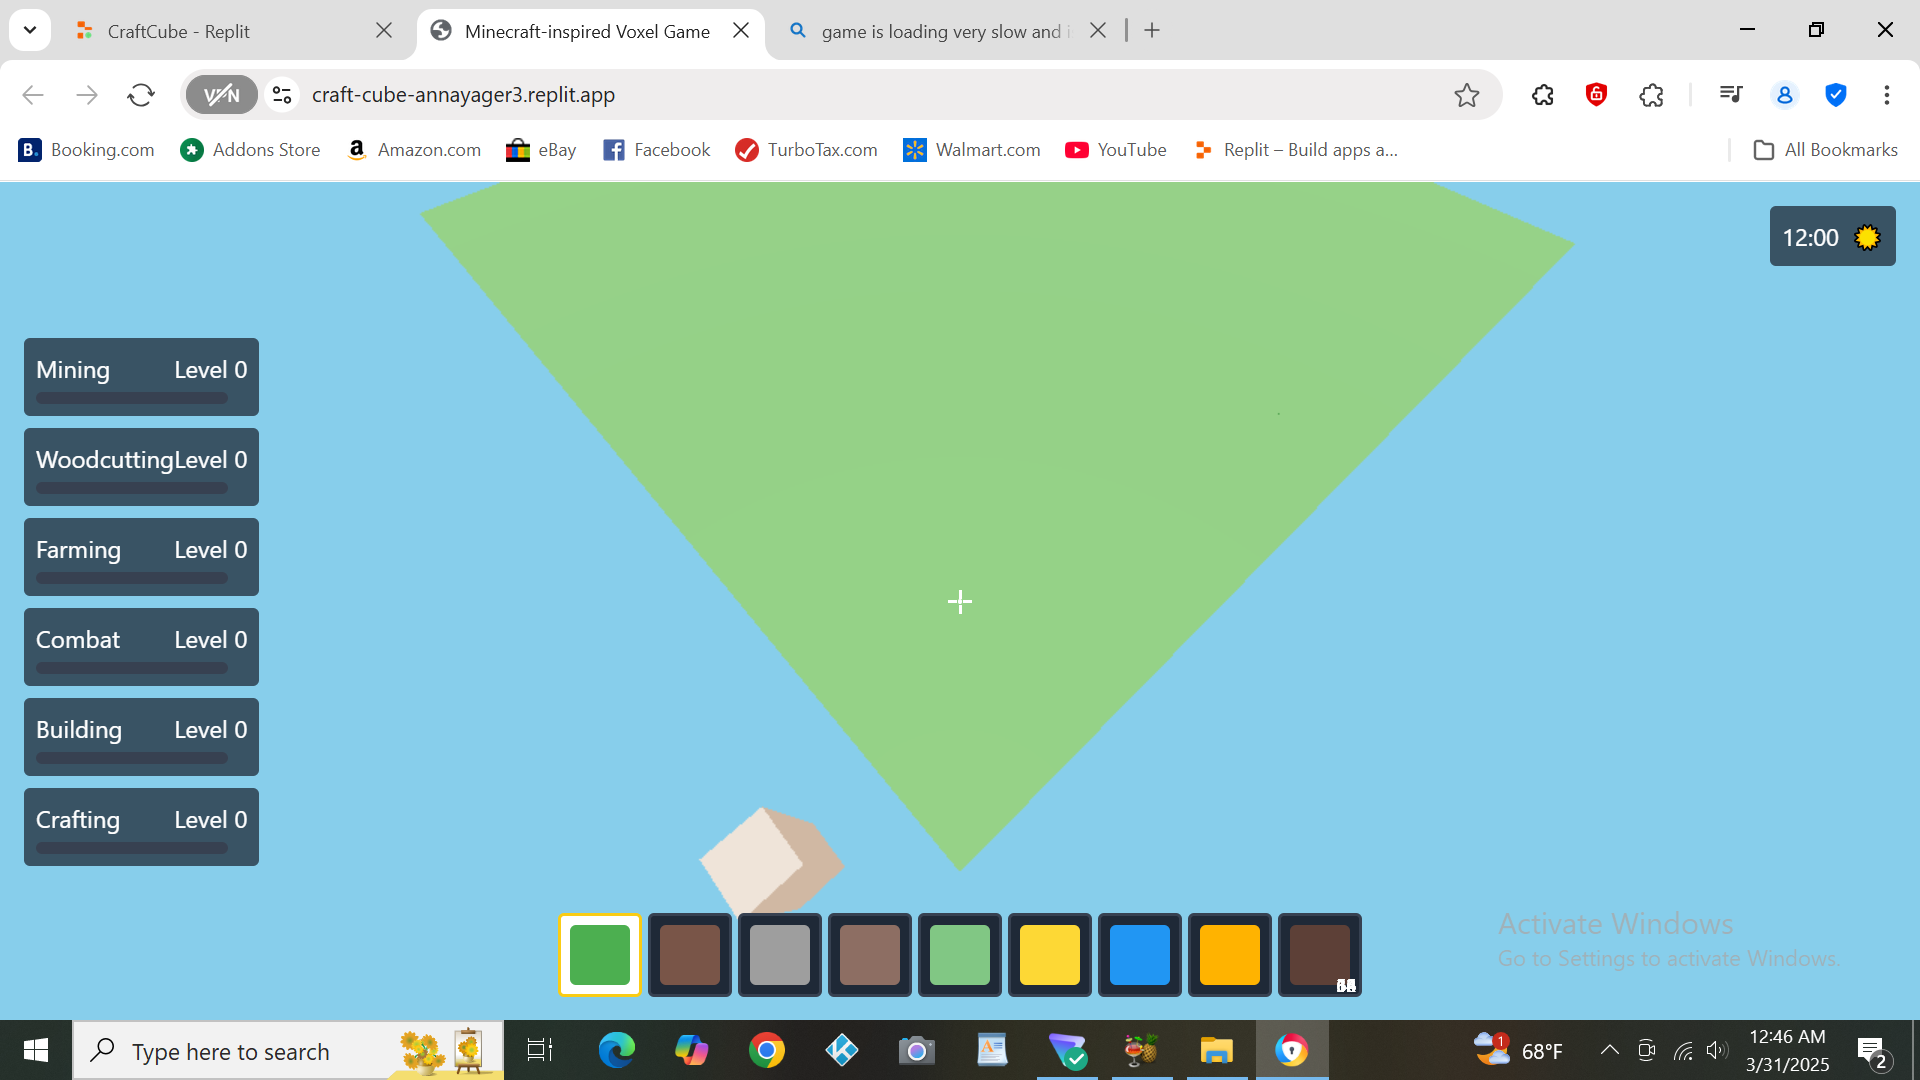 CraftCube - Replit
Minecraft-inspired Voxel Game
game is loading very slow and i
VPN
craft-cube-annayager3.replit.app
B. Booking.com
Addons Store
Amazon.com
eBay
Facebook
TurboTax.com
Walmart.com
YouTube
Replit – Build apps a...
All Bookmarks
12:00
Mining Level 0
Woodcutting Level 0
Farming Level 0
Combat Level 0
Building Level 0
Crafting Level 0
Activate Windows
Go to Settings to activate Windows.
Type here to search
1
68°F
12:46 AM
3/31/2025
2